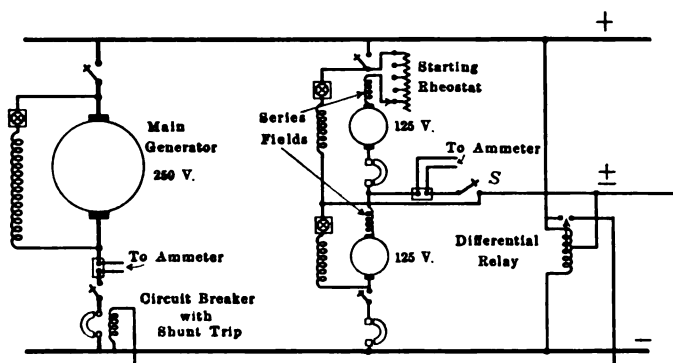 +
Starting
Rheostat
Series
Fields
Main
Generator
250 V.
125 V.
To Ammeter
S
±
To Ammeter
125 V.
Differential
Relay
Circuit Breaker
with
Shunt Trip
−